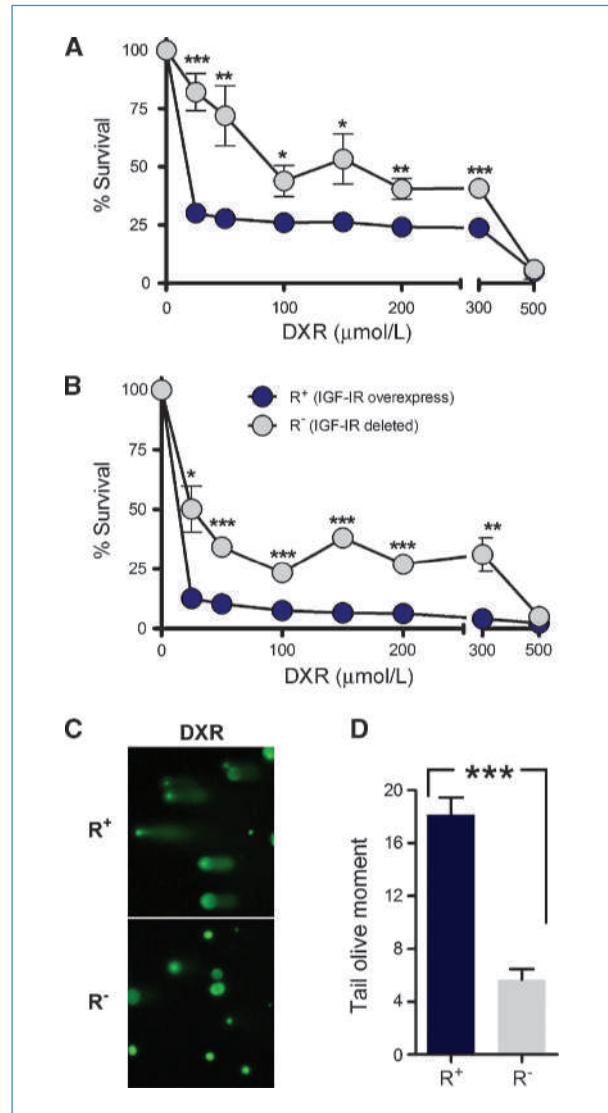 A
100
75
50
25
0
% Survival
***
**
*
*
**
***
0
100
200
300
500
DXR (μmol/L)
B
100
75
50
25
0
% Survival
R+ (IGF-IR overexpress)
R- (IGF-IR deleted)
*
***
***
***
***
**
0
100
200
300
500
DXR (μmol/L)
C
DXR
R+
R-
D
***
20
16
12
8
4
0
Tail olive moment
R+
R-